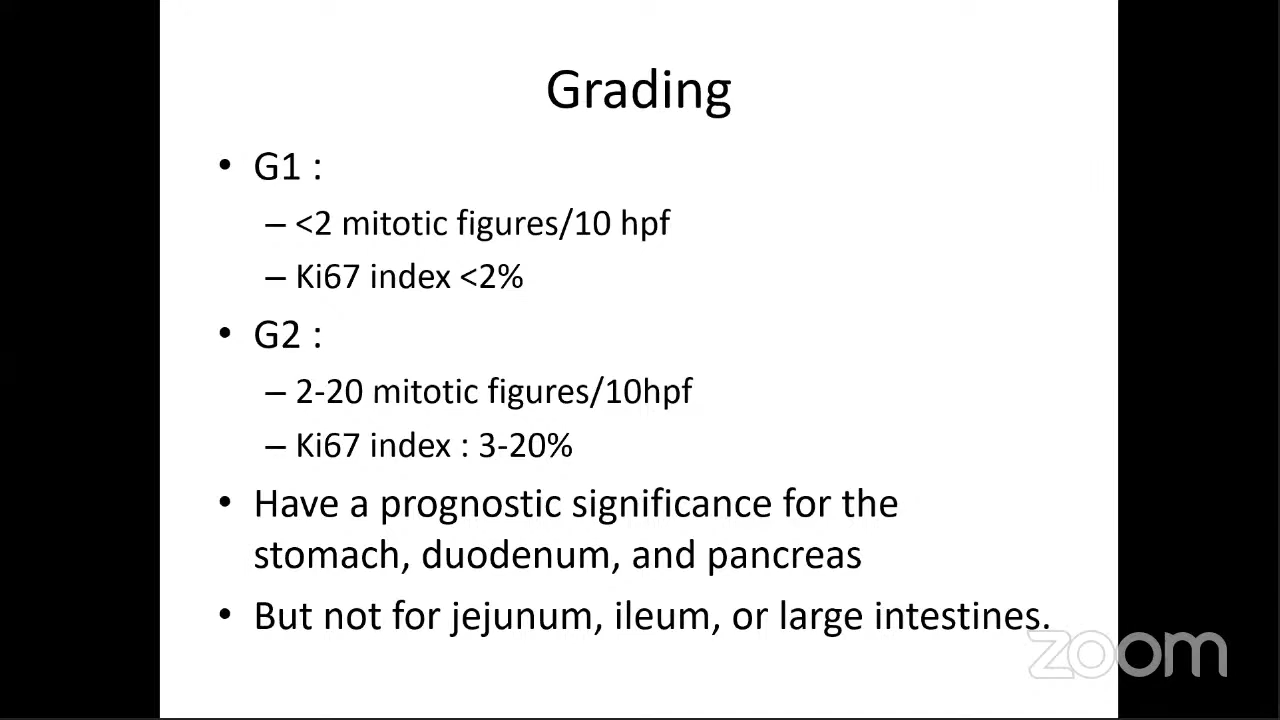 Grading
• G1 :
– <2 mitotic figures/10 hpf
– Ki67 index <2%
• G2 :
– 2-20 mitotic figures/10hpf
– Ki67 index : 3-20%
• Have a prognostic significance for the
stomach, duodenum, and pancreas
• But not for jejunum, ileum, or large intestines.
zoom